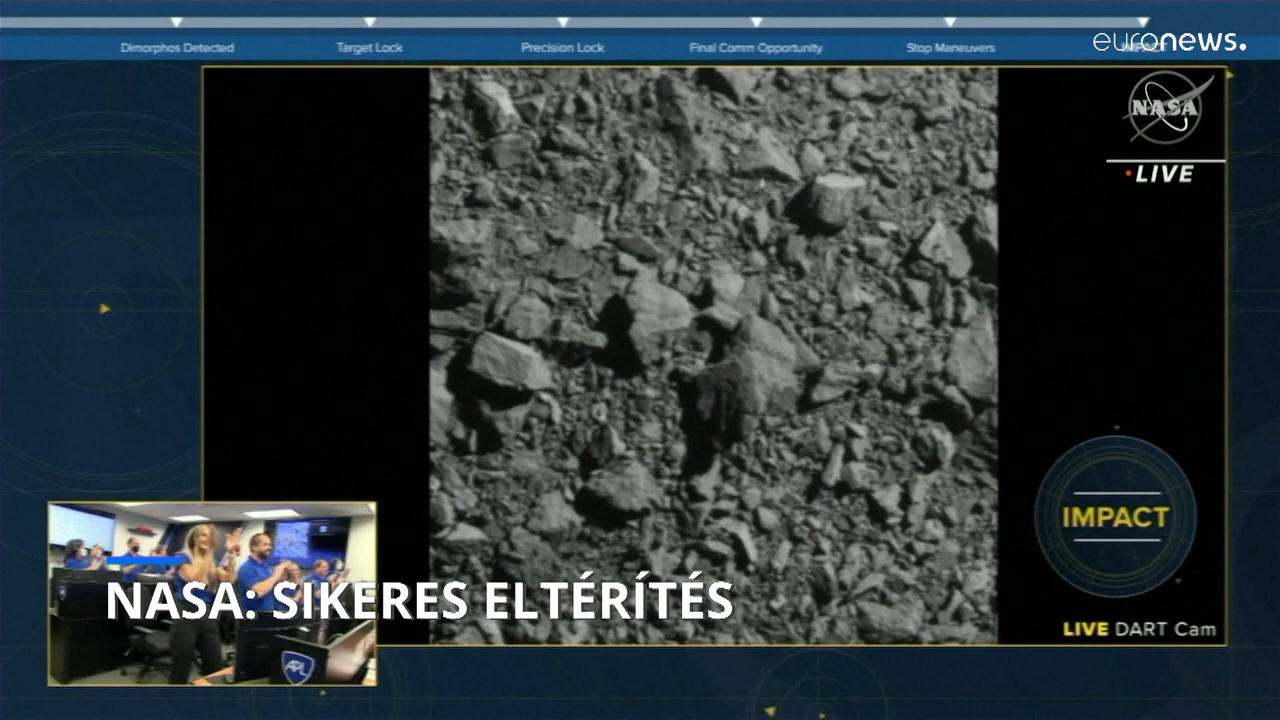 Dimorphos Detected
Target Lock
Precision Lock
Final Comm Opportunity
Stop Maneuvers
euronews.
NASA
LIVE
IMPACT
LIVE DART Cam
NASA: SIKERES ELTÉRÍTÉS
APL